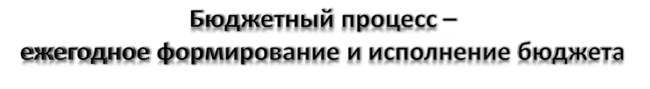 Бюджетный процесс –
ежегодное формирование и исполнение бюджета